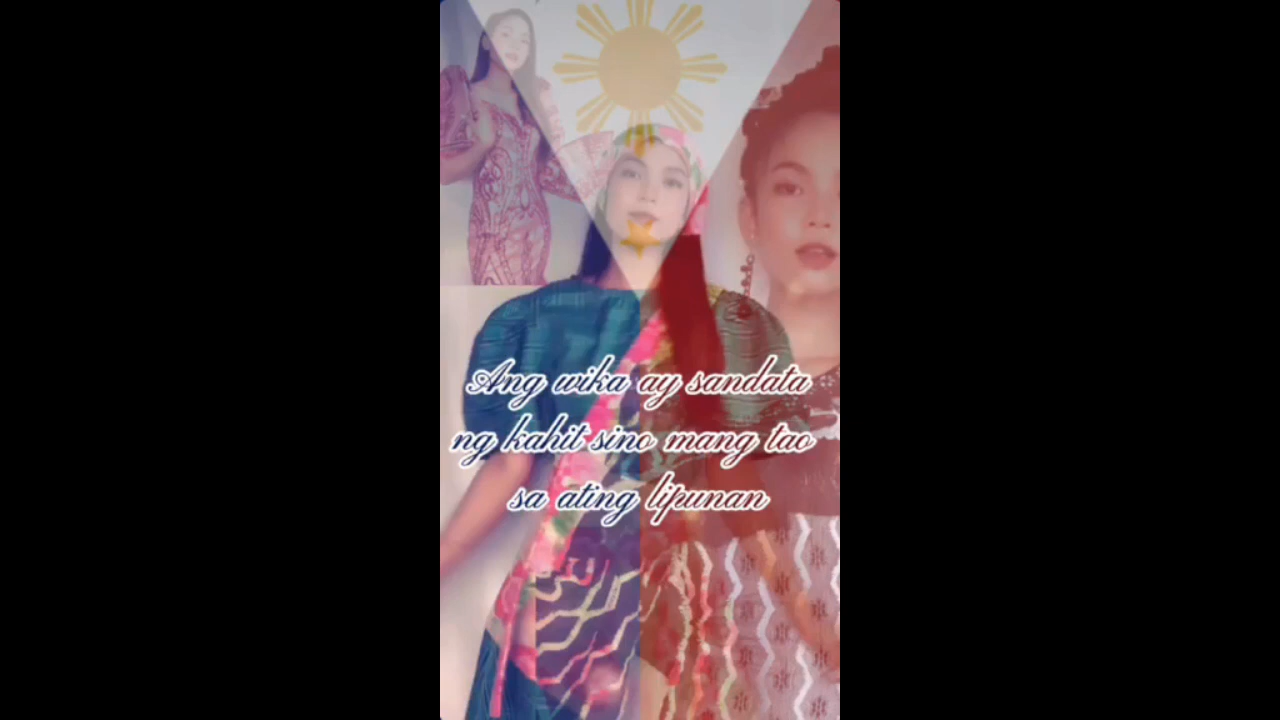 Ang wika ay sandata
ng kahit sino mang tao
sa ating lipunan